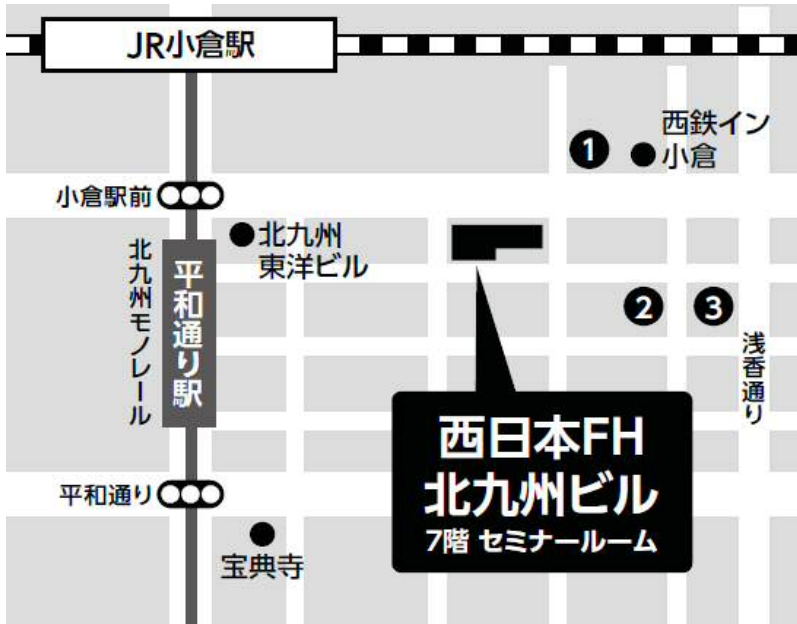 JR小倉駅
西鉄イン
小倉
1
小倉駅前
北九州
東洋ビル
北九州モノレール
平和通り駅
2
3
浅香通り
西日本FH
北九州ビル
7階 セミナールーム
平和通り
宝典寺